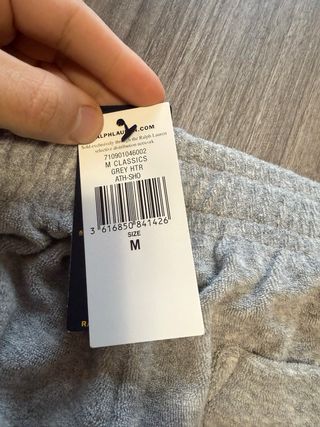 RALPHLAUREN.COM
Sold exclusively through the Ralph Lauren
selective distribution network
710901046002
M CLASSICS
GREY HTR
ATH-SHO
3 616850 841426
SIZE
M